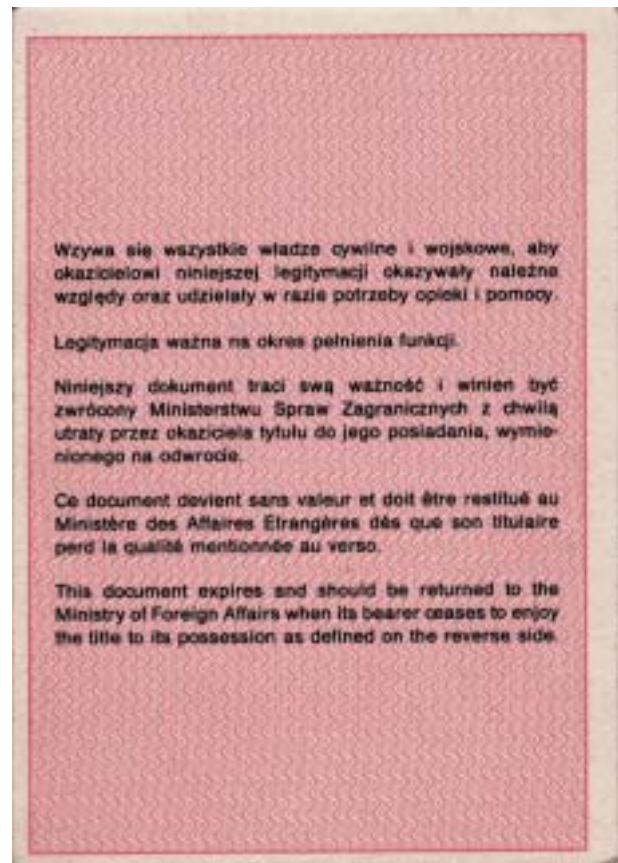 Wzywa się wszystkie władze cywilne i wojskowe, aby
okazicielowi niniejszej legitymacji okazywały należne
względy oraz udzielały w razie potrzeby opieki i pomocy.
Legitymacja ważna na okres pełnienia funkcji.
Niniejszy dokument traci swą ważność i winien być
zwrócony Ministerstwu Spraw Zagranicznych z chwilą
utraty przez okaziciela tytułu do jego posiadania, wymie-
nionego na odwrocie.
Ce document devient sans valeur et doit être restitué au
Ministère des Affaires Etrangères dès que son titulaire
perd la qualité mentionnée au verso.
This document expires and should be returned to the
Ministry of Foreign Affairs when its bearer ceases to enjoy
the title to its possession as defined on the reverse side.